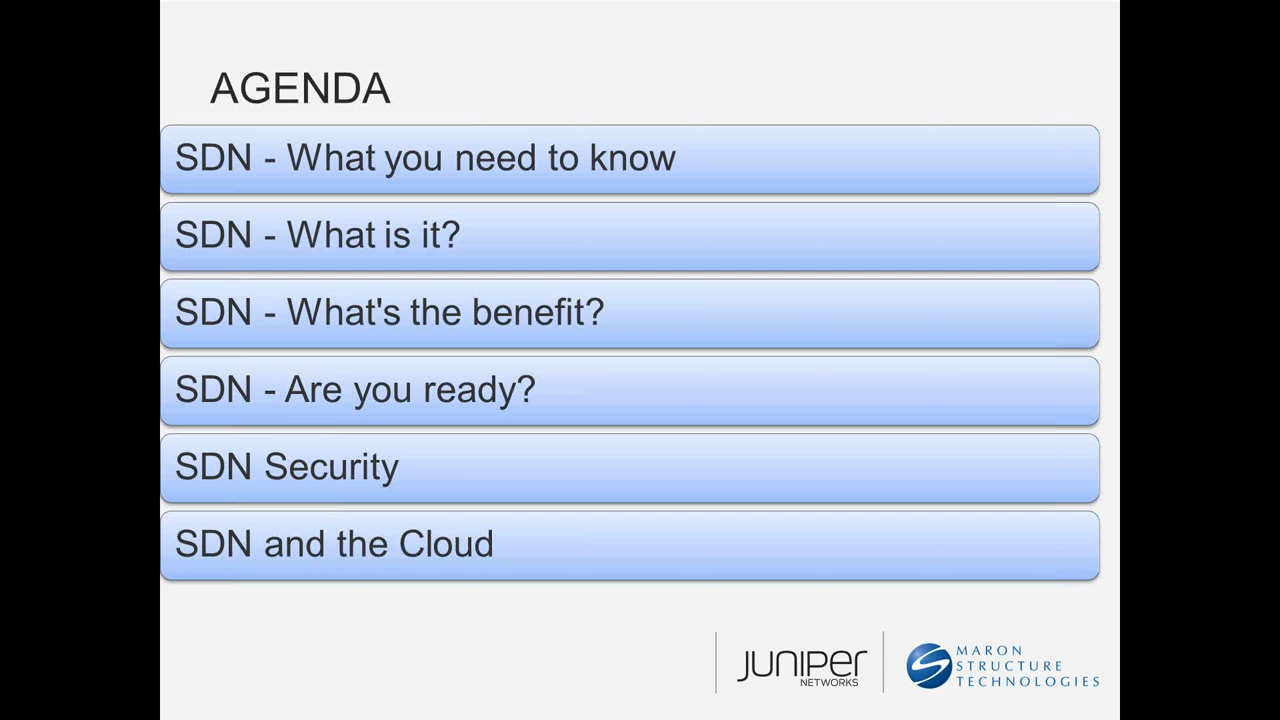 AGENDA
SDN - What you need to know
SDN - What is it?
SDN - What's the benefit?
SDN - Are you ready?
SDN Security
SDN and the Cloud
JUNIPER
NETWORKS
MARON
STRUCTURE
TECHNOLOGIES